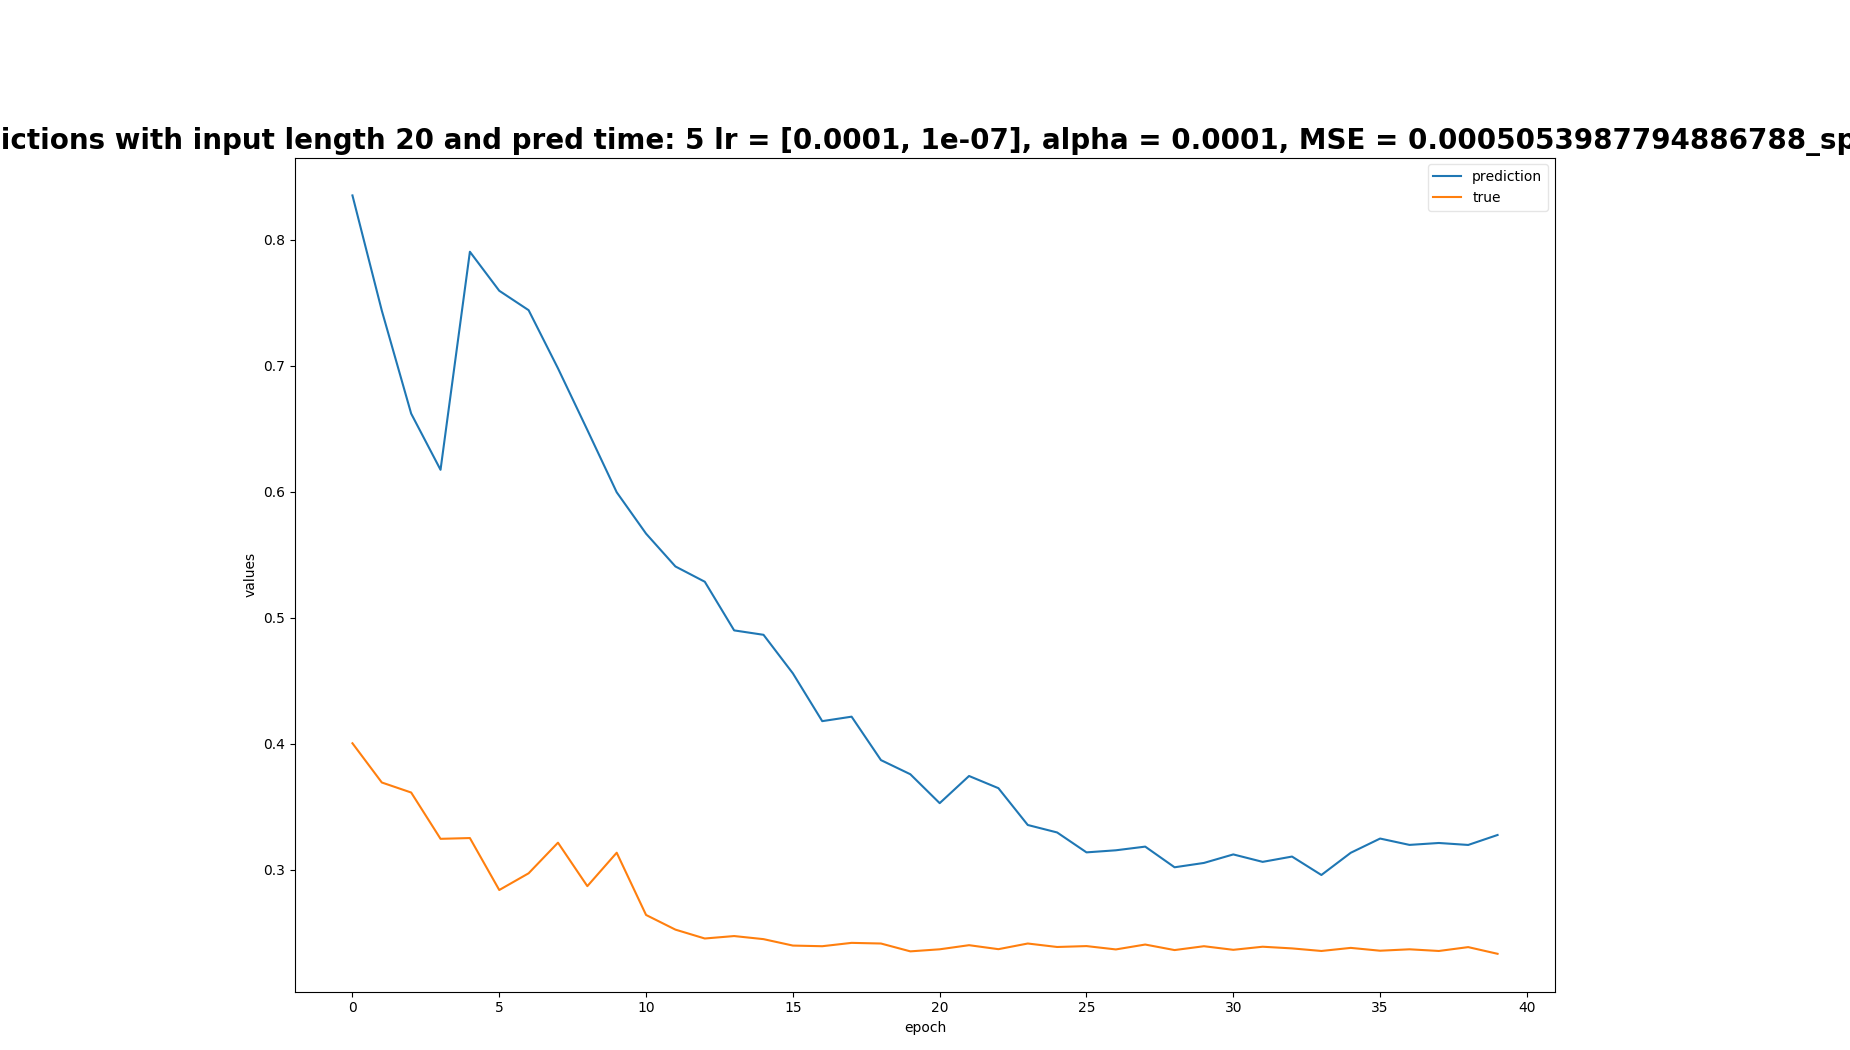 ictions with input length 20 and pred time: 5 lr = [0.0001, 1e-07], alpha = 0.0001, MSE = 0.0005053987794886788_sp
prediction
true
0.8
0.7
0.6
0.5
0.4
0.3
values
0 5 10 15 20 25 30 35 40
epoch